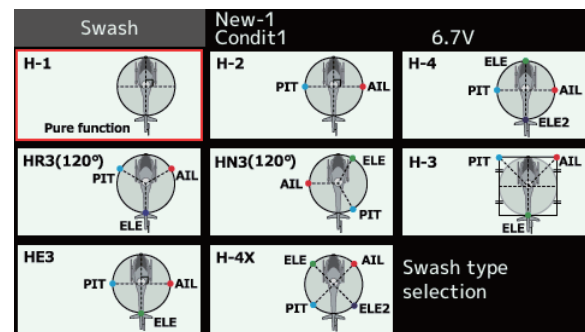 Swash
New-1
Condit1
6.7V
H-1
Pure function
H-2
PIT
AIL
H-4
ELE
PIT
AIL
ELE2
HR3(120°)
PIT
AIL
ELE
HN3(120°)
ELE
AIL
PIT
H-3
PIT
AIL
ELE
HE3
PIT
AIL
ELE
H-4X
ELE
AIL
PIT
ELE2
Swash type
selection